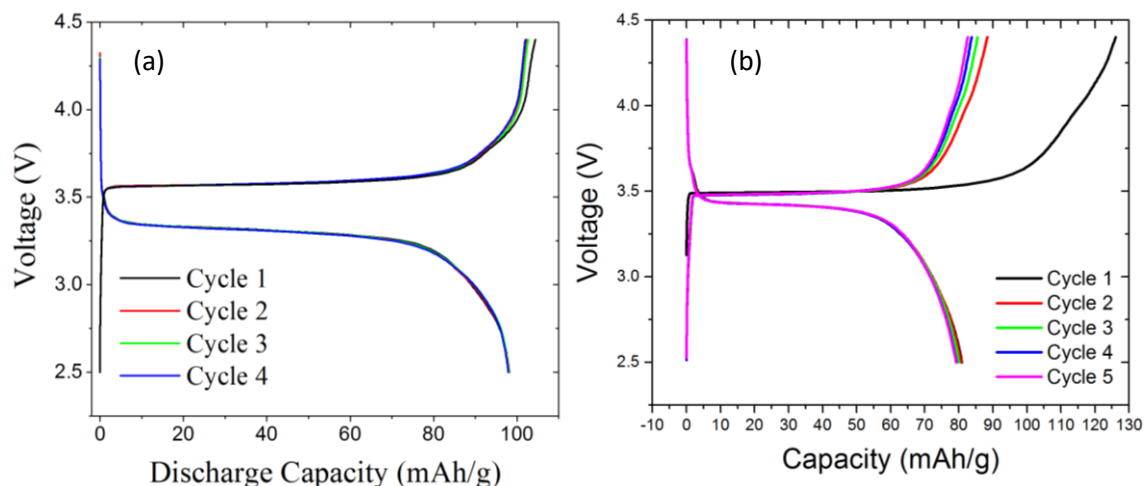 (a)
4.5
4.0
3.5
3.0
2.5
Voltage (V)
Cycle 1
Cycle 2
Cycle 3
Cycle 4
0
20
40
60
80
100
Discharge Capacity (mAh/g)
(b)
4.5
4.0
3.5
3.0
2.5
Voltage (V)
Cycle 1
Cycle 2
Cycle 3
Cycle 4
Cycle 5
-10
0
10
20
30
40
50
60
70
80
90
100
110
120
130
Capacity (mAh/g)